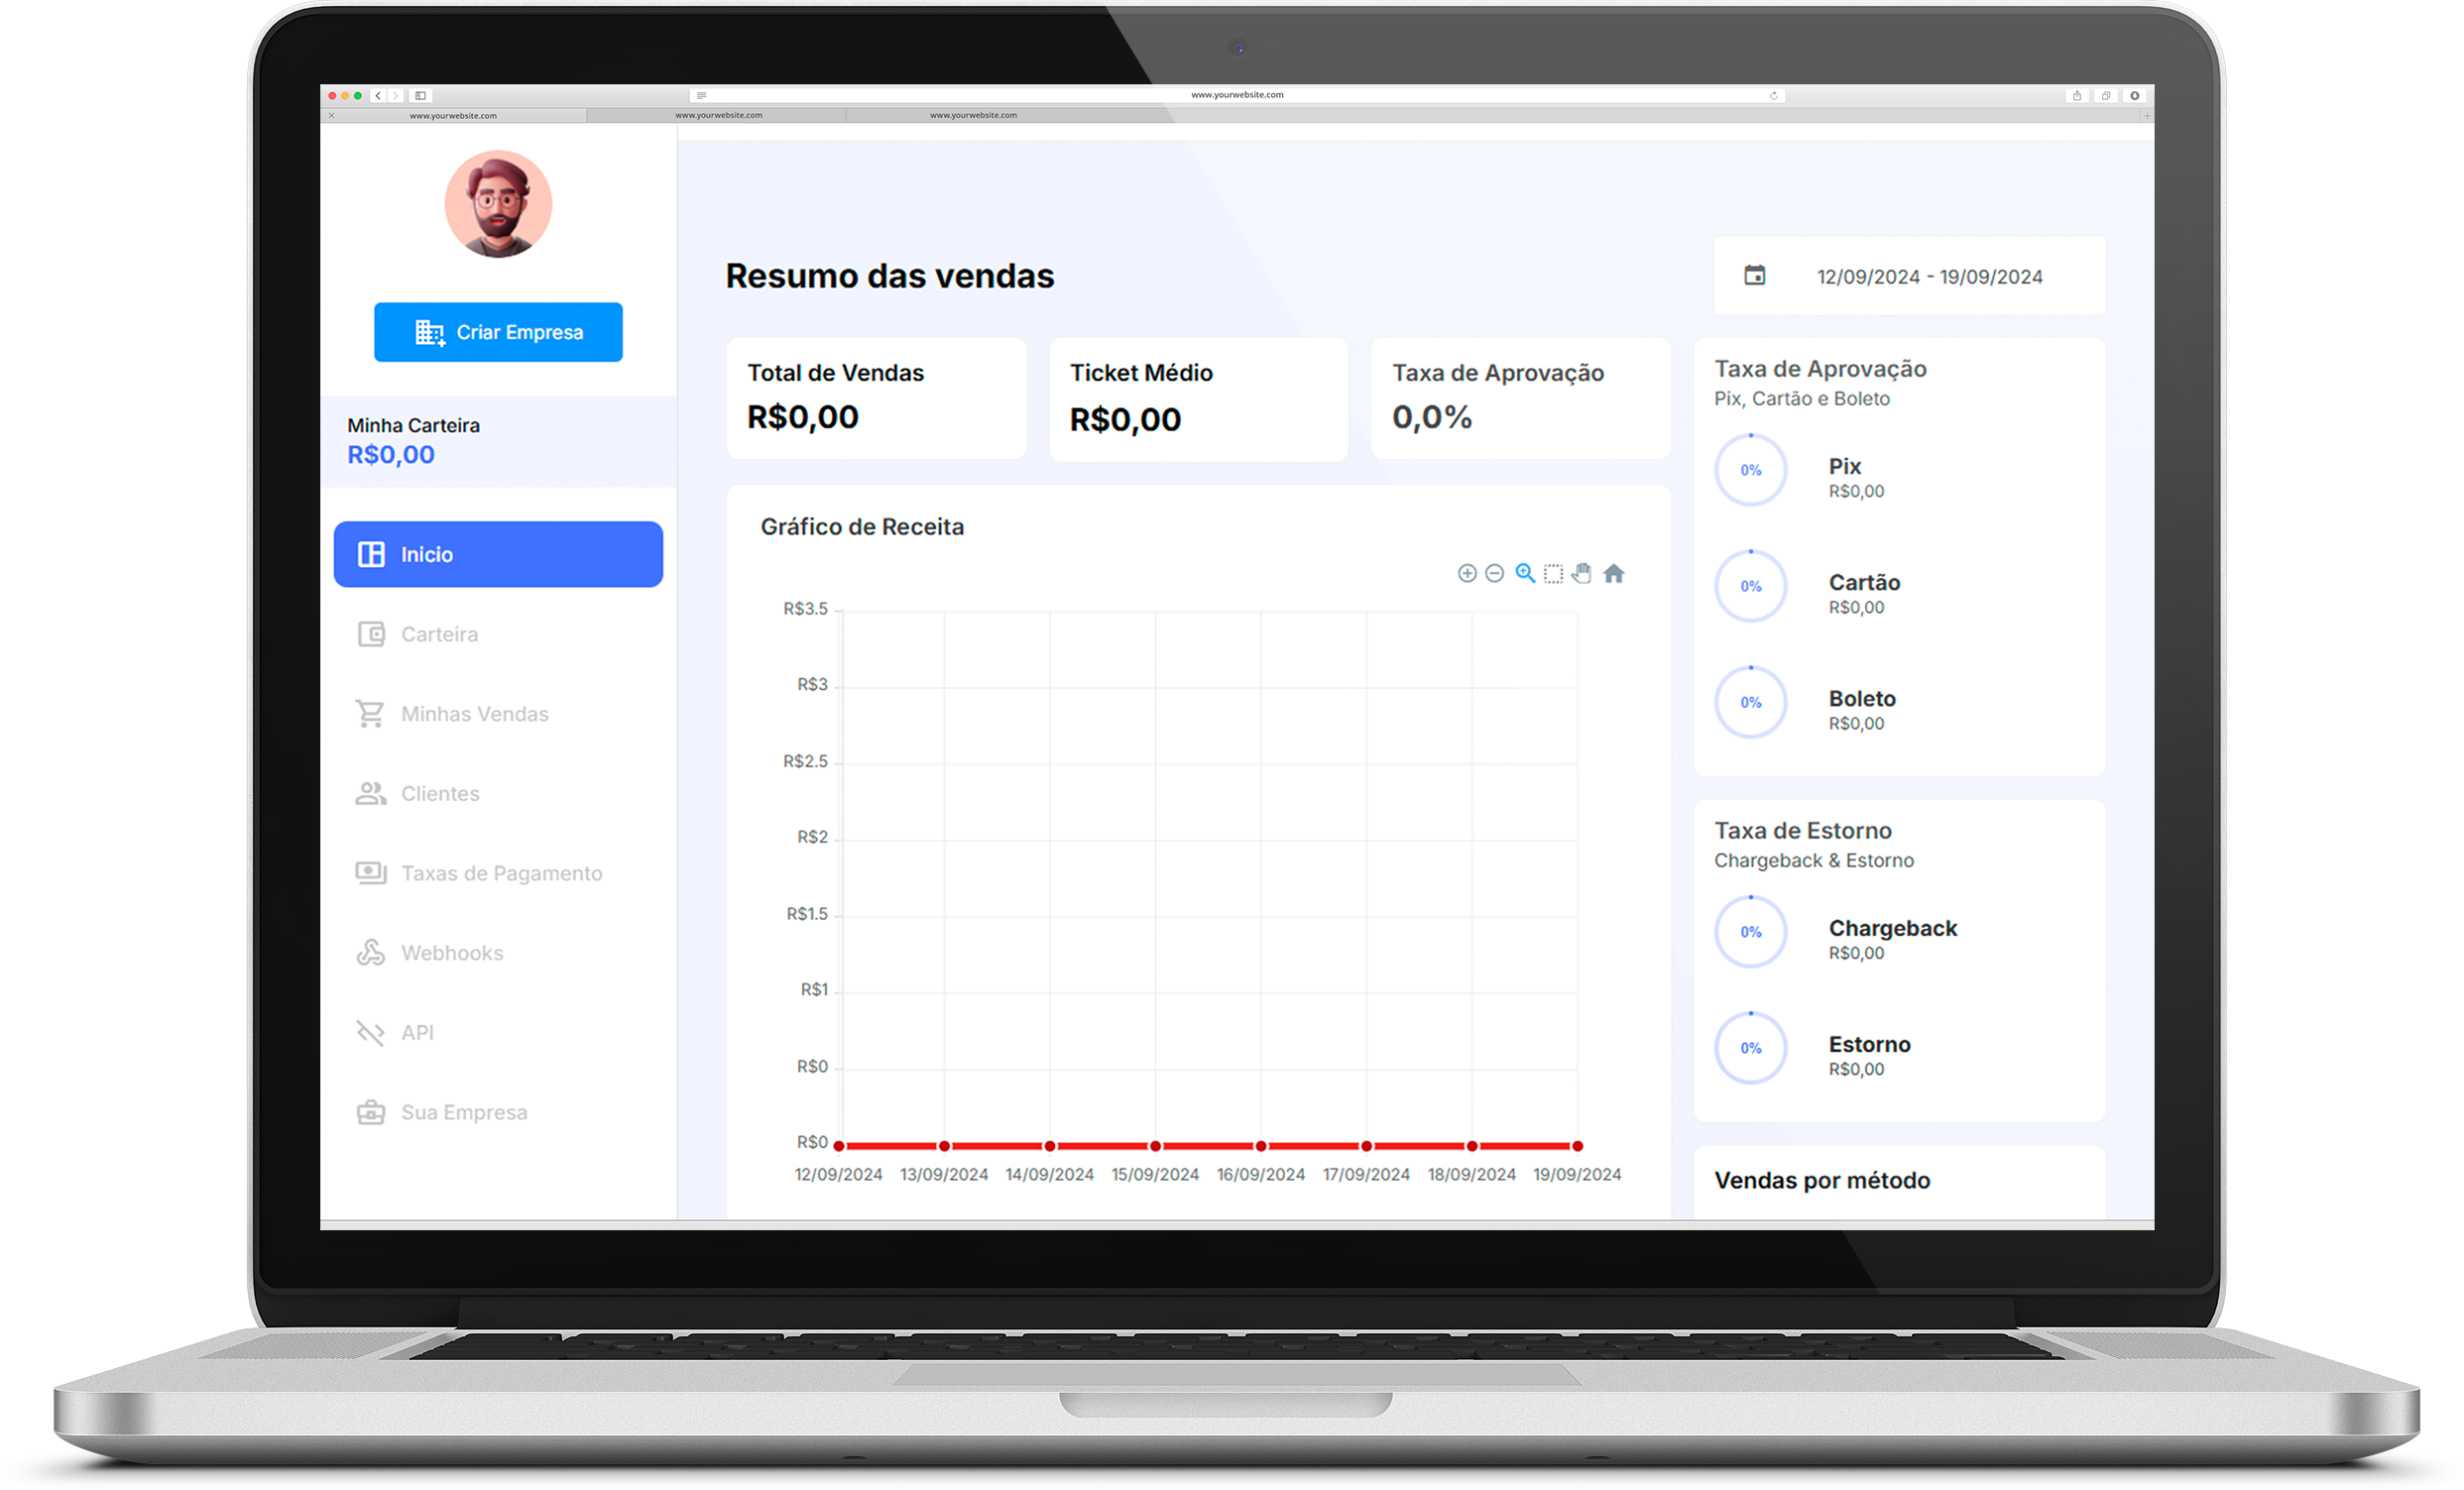 www.yourwebsite.com
www.yourwebsite.com
www.yourwebsite.com
www.yourwebsite.com
Criar Empresa
Minha Carteira
R$0,00
Inicio
Carteira
Minhas Vendas
Clientes
Taxas de Pagamento
Webhooks
API
Sua Empresa
Resumo das vendas
12/09/2024 - 19/09/2024
Total de Vendas
R$0,00
Ticket Médio
R$0,00
Taxa de Aprovação
0,0%
Gráfico de Receita
R$3.5
R$3
R$2.5
R$2
R$1.5
R$1
R$0
R$0
12/09/2024
13/09/2024
14/09/2024
15/09/2024
16/09/2024
17/09/2024
18/09/2024
19/09/2024
Taxa de Aprovação
Pix, Cartão e Boleto
0%
Pix
R$0,00
0%
Cartão
R$0,00
0%
Boleto
R$0,00
Taxa de Estorno
Chargeback & Estorno
0%
Chargeback
R$0,00
0%
Estorno
R$0,00
Vendas por método